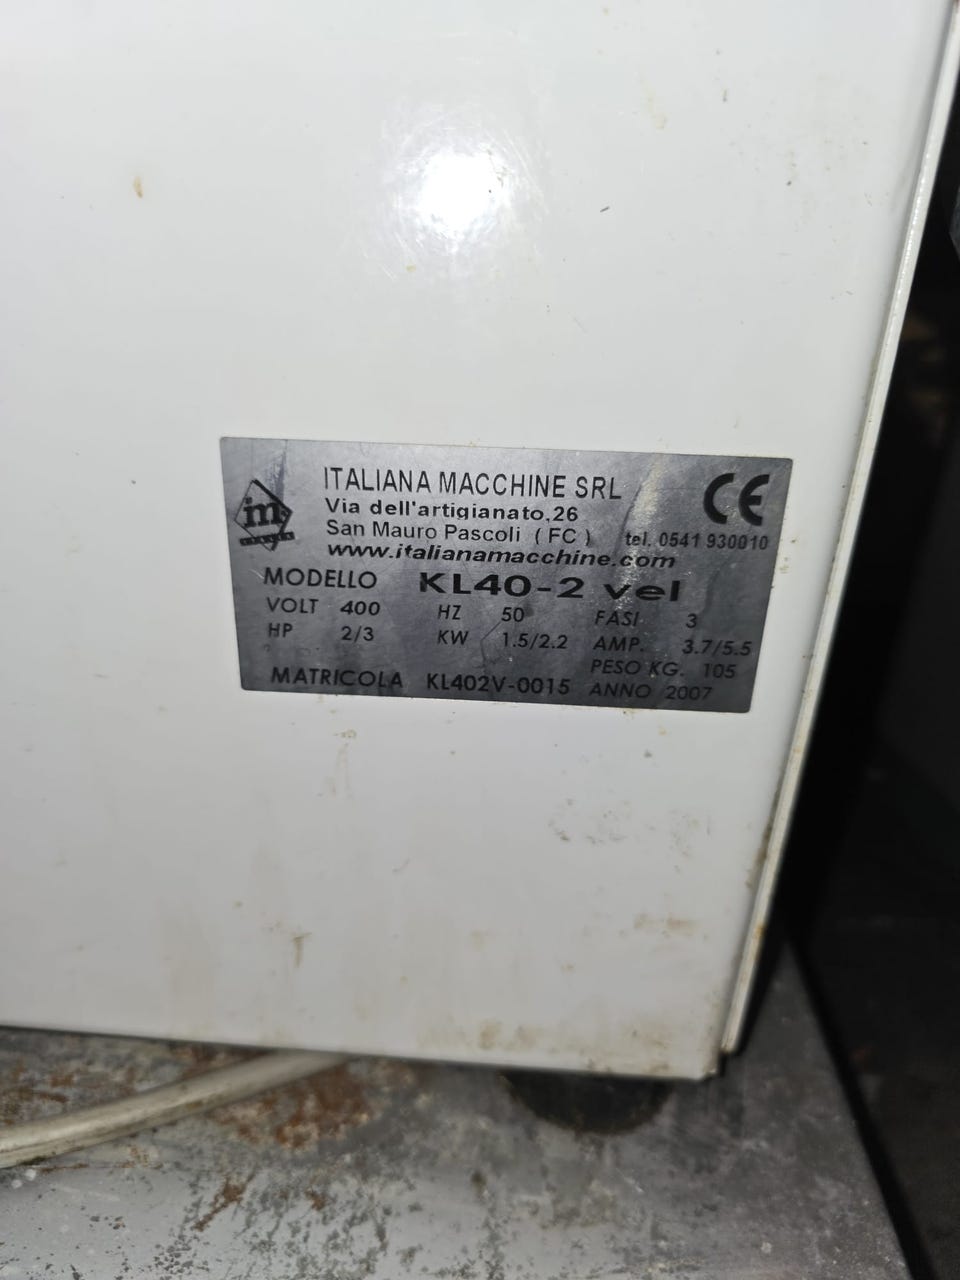 im
ITALIA
ITALIANA MACCHINE SRL
CE
Via dell'artigianato,26
San Mauro Pascoli (FC) tel. 0541 930010
www.italianamacchine.com
MODELLO KL40-2 vel
VOLT 400 HZ 50 FASI 3
HP 2/3 KW 1.5/2.2 AMP. 3.7/5.5
PESO KG. 105
MATRICOLA KL402V-0015 ANNO 2007